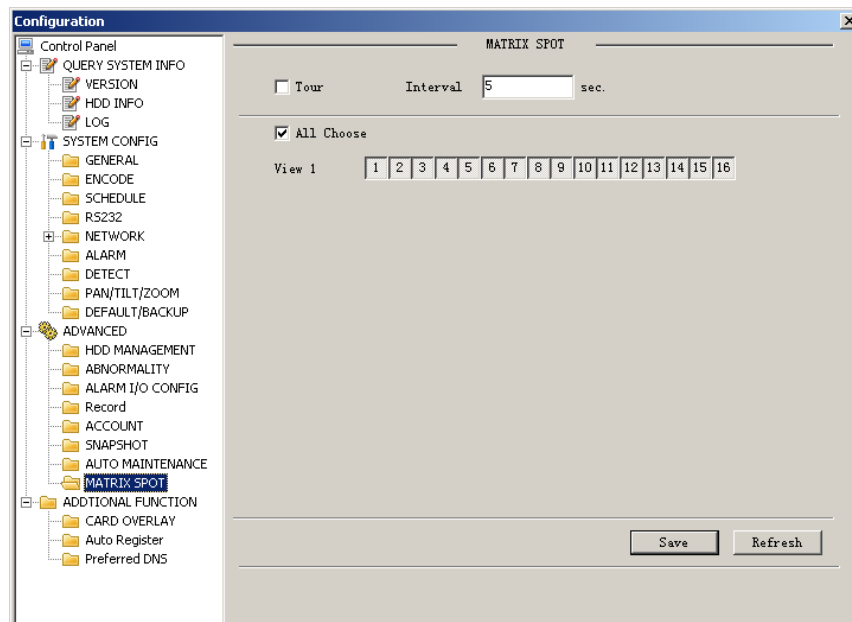 Configuration
Control Panel
QUERY SYSTEM INFO
VERSION
HDD INFO
LOG
SYSTEM CONFIG
GENERAL
ENCODE
SCHEDULE
RS232
NETWORK
ALARM
DETECT
PAN/TILT/ZOOM
DEFAULT/BACKUP
ADVANCED
HDD MANAGEMENT
ABNORMALITY
ALARM I/O CONFIG
Record
ACCOUNT
SNAPSHOT
AUTO MAINTENANCE
MATRIX SPOT
ADDTIONAL FUNCTION
CARD OVERLAY
Auto Register
Preferred DNS
MATRIX SPOT
Tour Interval 5 sec.
All Choose
View 1 1 2 3 4 5 6 7 8 9 10 11 12 13 14 15 16
Save Refresh